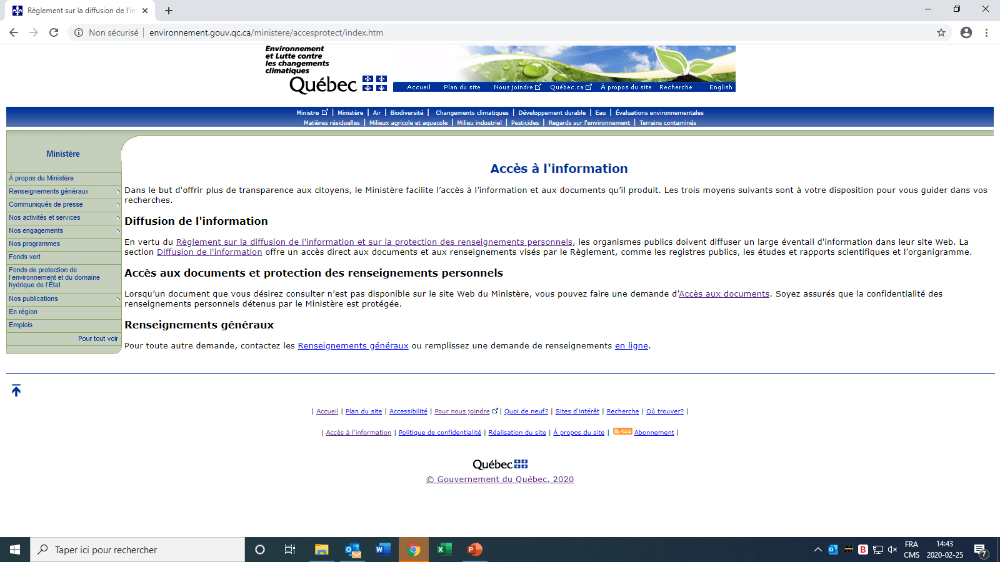 Règlement sur la diffusion de l'in
Non sécurisé | environnement.gouv.qc.ca/ministere/accesprotect/index.htm
Environnement
et Lutte contre
les changements
climatiques
Québec
Accueil Plan du site Nous joindre Québec.ca À propos du site Recherche English
Ministre | Ministère | Air | Biodiversité | Changements climatiques | Développement durable | Eau | Évaluations environnementales
Matières résiduelles | Milieux agricole et aquacole | Milieu industriel | Pesticides | Regards sur l'environnement | Terrains contaminés
Ministère
À propos du Ministère
Renseignements généraux
Communiqués de presse
Nos activités et services
Nos engagements
Nos programmes
Fonds vert
Fonds de protection de
l'environnement et du domaine
hydrique de l'État
Nos publications
En région
Emplois
Pour tout voir
Accès à l'information
Dans le but d'offrir plus de transparence aux citoyens, le Ministère facilite l’accès à l’information et aux documents qu’il produit. Les trois moyens suivants sont à votre disposition pour vous guider dans vos
recherches.
Diffusion de l'information
En vertu du Règlement sur la diffusion de l'information et sur la protection des renseignements personnels, les organismes publics doivent diffuser un large éventail d'information dans leur site Web. La
section Diffusion de l'information offre un accès direct aux documents et aux renseignements visés par le Règlement, comme les registres publics, les études et rapports scientifiques et l’organigramme.
Accès aux documents et protection des renseignements personnels
Lorsqu’un document que vous désirez consulter n’est pas disponible sur le site Web du Ministère, vous pouvez faire une demande d’Accès aux documents. Soyez assurés que la confidentialité des
renseignements personnels détenus par le Ministère est protégée.
Renseignements généraux
Pour toute autre demande, contactez les Renseignements généraux ou remplissez une demande de renseignements en ligne.
| Accueil | Plan du site | Accessibilité | Pour nous joindre | Quoi de neuf? | Sites d'intérêt | Recherche | Où trouver? |
| Accès à l'information | Politique de confidentialité | Réalisation du site | À propos du site | RSS Abonnement |
Québec
© Gouvernement du Québec, 2020
Taper ici pour rechercher
FRA
CMS
14:43
2020-02-25
7